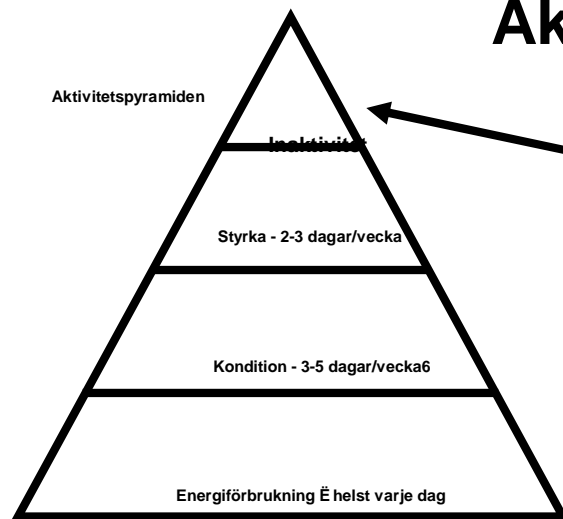 Ak
Aktivitetspyramiden
Inaktivitet
Styrka - 2-3 dagar/vecka
Kondition - 3-5 dagar/vecka6
Energiförbrukning Ë helst varje dag